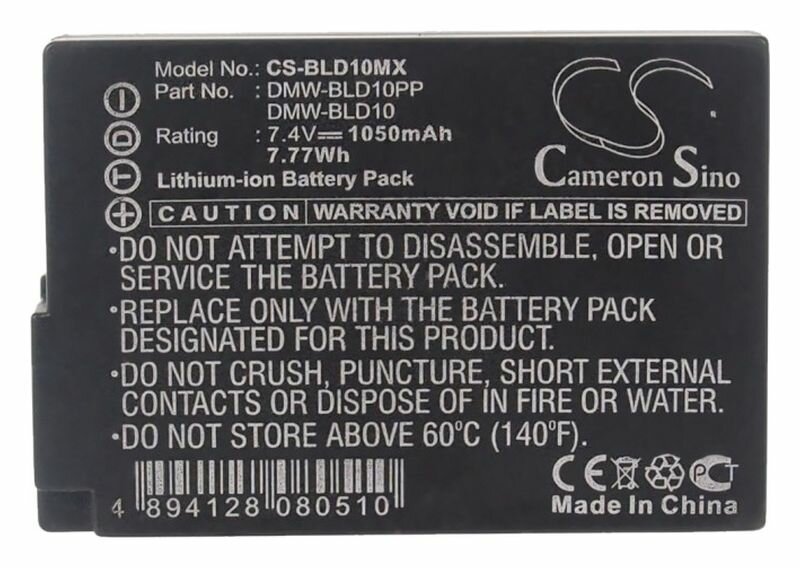 Model No.: CS-BLD10MX
Part No. : DMW-BLD10PP
DMW-BLD10
Rating : 7.4V 1050mAh
7.77Wh
Lithium-ion Battery Pack
CS
Cameron Sino
- D T +
CAUTION WARRANTY VOID IF LABEL IS REMOVED
•DO NOT ATTEMPT TO DISASSEMBLE, OPEN OR
SERVICE THE BATTERY PACK.
•REPLACE ONLY WITH THE BATTERY PACK
DESIGNATED FOR THIS PRODUCT.
•DO NOT CRUSH, PUNCTURE, SHORT EXTERNAL
CONTACTS OR DISPOSE OF IN FIRE OR WATER.
•DO NOT STORE ABOVE 60°C (140°F).
CE PCT
Made In China
4 894128 080510